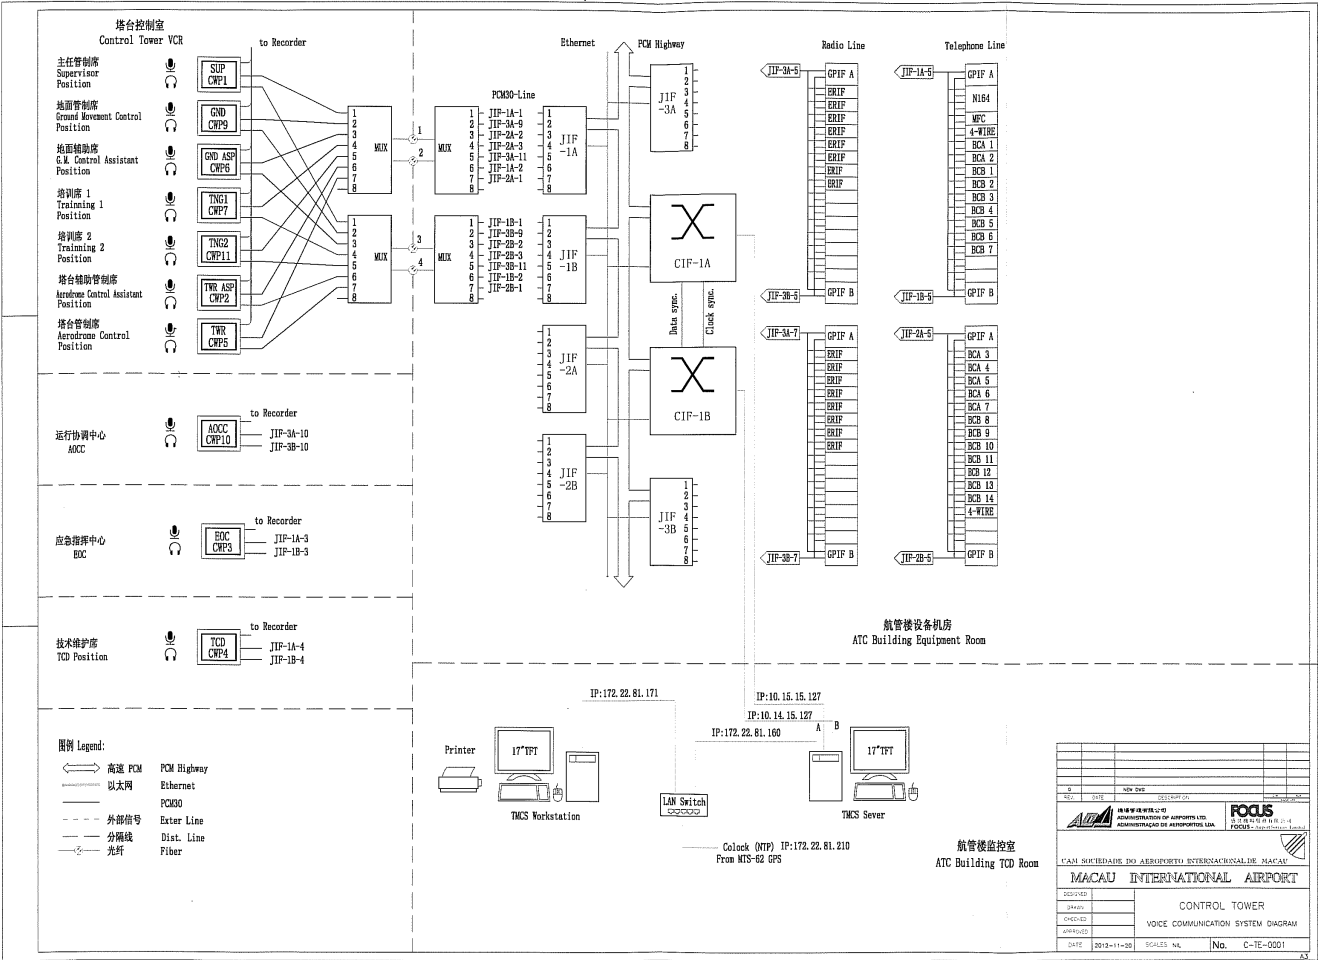 塔台控制室
Control Tower VCR
to Recorder
主任管制席
Supervisor
Position
SUP
CWP1
地面管制席
Ground Movement Control
Position
GND
CWP9
地面辅助席
G.M. Control Assistant
Position
GND ASP
CWP6
培训席 1
Trainning 1
Position
TNG1
CWP7
培训席 2
Trainning 2
Position
TNG2
CWP11
塔台辅助管制席
Aerodrome Control Assistant
Position
TWR ASP
CWP2
塔台管制席
Aerodrome Control
Position
TWR
CWP5
1
2
3
4
5
6
7
8
MUX
1
2
3
4
5
6
7
8
MUX
1
2
3
4
PCM30-Line
MUX
1
2
3
4
5
6
7
8
JIF-1A-1
JIF-3A-9
JIF-2A-2
JIF-2A-3
JIF-3A-11
JIF-1A-2
JIF-2A-1
MUX
1
2
3
4
5
6
7
8
JIF-1B-1
JIF-3B-9
JIF-2B-2
JIF-2B-3
JIF-3B-11
JIF-1B-2
JIF-2B-1
Ethernet
PCM Highway
1
2
3
4
5
6
7
8
JIF
-1A
1
2
3
4
5
6
7
8
JIF
-1B
1
2
3
4
5
6
7
8
JIF
-2A
1
2
3
4
5
6
7
8
JIF
-2B
JIF
-3A
1
2
3
4
5
6
7
8
CIF-1A
Data sync.
Clock sync.
CIF-1B
JIF
-3B
1
2
3
4
5
6
7
8
Radio Line
JIF-3A-5
GPIF A
ERIF
ERIF
ERIF
ERIF
ERIF
ERIF
ERIF
ERIF
JIF-3B-5
GPIF B
JIF-3A-7
GPIF A
ERIF
ERIF
ERIF
ERIF
ERIF
ERIF
ERIF
ERIF
JIF-3B-7
GPIF B
Telephone Line
JIF-1A-5
GPIF A
N164
MFC
4-WIRE
BCA 1
BCA 2
BCB 1
BCB 2
BCB 3
BCB 4
BCB 5
BCB 6
BCB 7
JIF-1B-5
GPIF B
JIF-2A-5
GPIF A
BCA 3
BCA 4
BCA 5
BCA 6
BCA 7
BCB 8
BCB 9
BCB 10
BCB 11
BCB 12
BCB 13
BCB 14
4-WIRE
JIF-2B-5
GPIF B
航管楼设备机房
ATC Building Equipment Room
运行协调中心
AOCC
AOCC
CWP10
to Recorder
JIF-3A-10
JIF-3B-10
应急指挥中心
EOC
EOC
CWP3
to Recorder
JIF-1A-3
JIF-1B-3
技术维护席
TCD Position
TCD
CWP4
to Recorder
JIF-1A-4
JIF-1B-4
图例 Legend:
高速 PCM PCM Highway
以太网 Ethernet
PCM30
外部信号 Exter Line
分隔线 Dist. Line
光纤 Fiber
IP:172.22.81.171
IP:10.15.15.127
IP:10.14.15.127
IP:172.22.81.160
A
B
Printer
17"TFT
TMCS Workstation
LAN Switch
17"TFT
TMCS Sever
Colock (NTP) IP:172.22.81.210
From MTS-62 GPS
航管楼监控室
ATC Building TCD Room
0 NEW DWG
REV. DATE DESCRIPTION
ADA
ADMINISTRATION OF AIRPORTS LTD.
ADMINISTRAÇÃO DE AEROPORTOS, LDA.
FOCUS
CAM SOCIEDADE DO AEROPORTO INTERNACIONAL DE MACAU
MACAU INTERNATIONAL AIRPORT
DESIGNED
DRAWN
CHECKED
APPROVED
CONTROL TOWER
VOICE COMMUNICATION SYSTEM DIAGRAM
DATE 2012-11-20 SCALES NIL No. C-TE-0001
A3